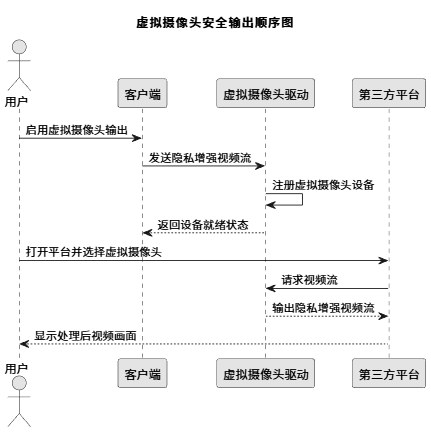 虚拟摄像头安全输出顺序图
用户
客户端
虚拟摄像头驱动
第三方平台
启用虚拟摄像头输出
发送隐私增强视频流
注册虚拟摄像头设备
返回设备就绪状态
打开平台并选择虚拟摄像头
请求视频流
输出隐私增强视频流
显示处理后视频画面
用户
客户端
虚拟摄像头驱动
第三方平台